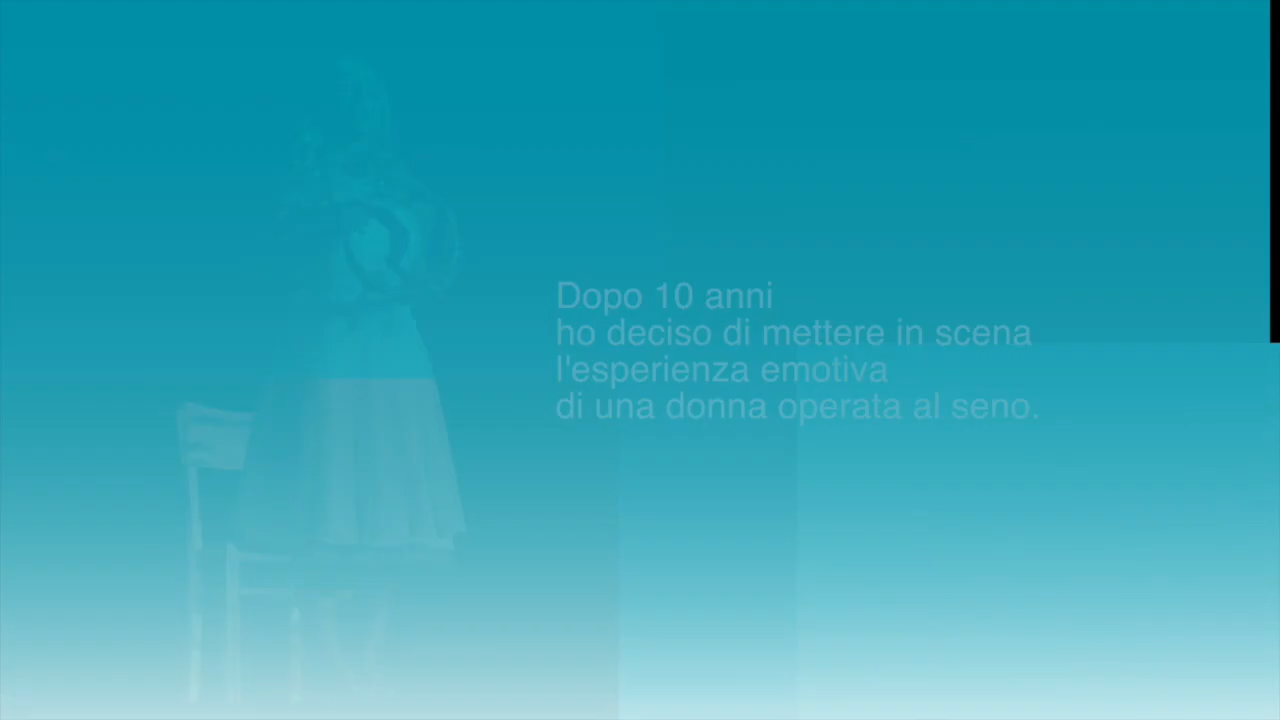 Dopo 10 anni
ho deciso di mettere in scena
l'esperienza emotiva
di una donna operata al seno.